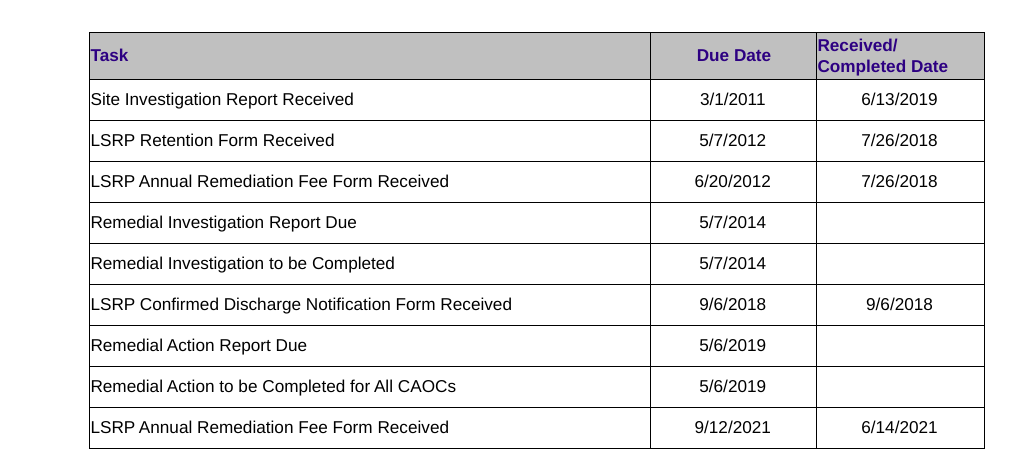 Task Due Date Received/
Completed Date
Site Investigation Report Received 3/1/2011 6/13/2019
LSRP Retention Form Received 5/7/2012 7/26/2018
LSRP Annual Remediation Fee Form Received 6/20/2012 7/26/2018
Remedial Investigation Report Due 5/7/2014
Remedial Investigation to be Completed 5/7/2014
LSRP Confirmed Discharge Notification Form Received 9/6/2018 9/6/2018
Remedial Action Report Due 5/6/2019
Remedial Action to be Completed for All CAOCs 5/6/2019
LSRP Annual Remediation Fee Form Received 9/12/2021 6/14/2021